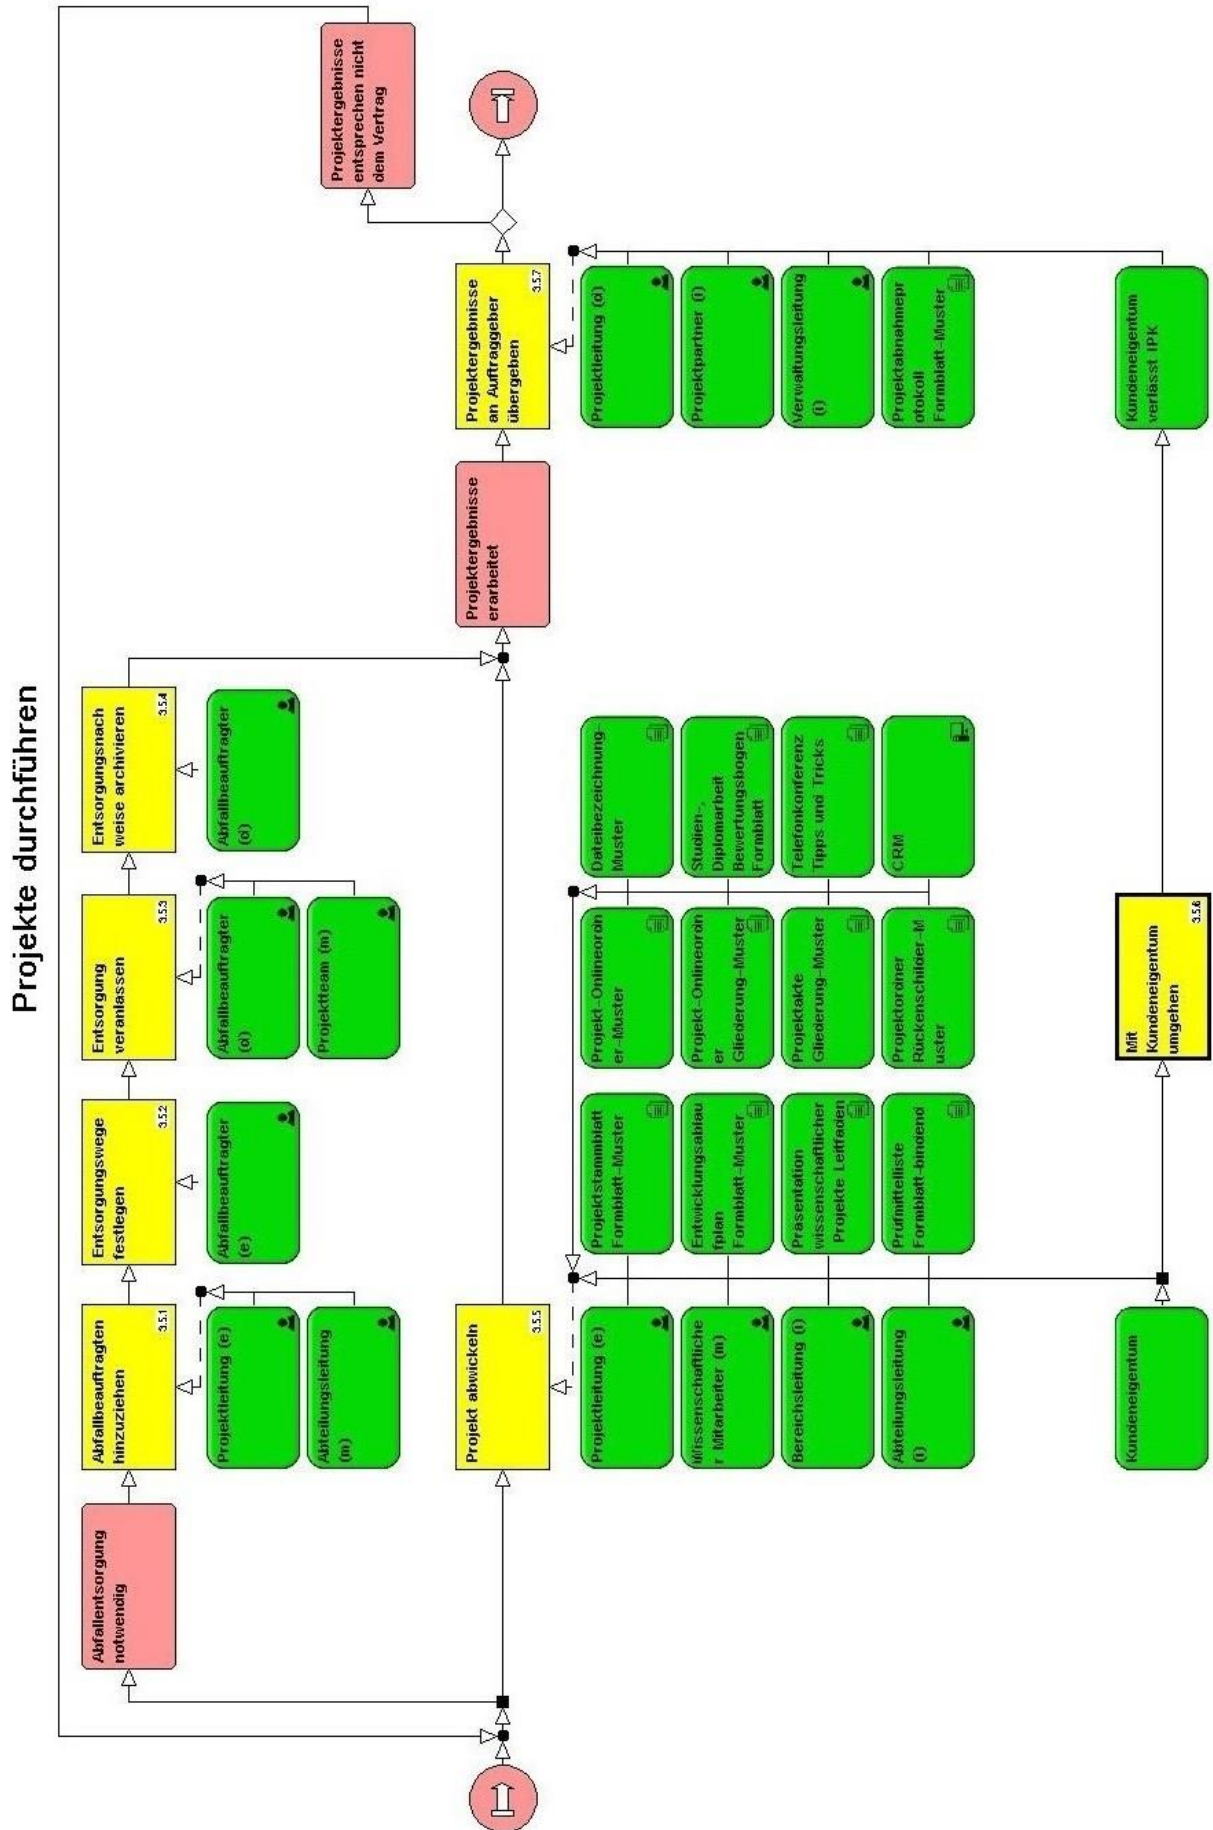 Projekte durchführen
Abfallentsorgung
notwendig
Abfallbeauftragten
hinzuziehen
3.5.1
Projektleitung (e)
Abteilungsleitung
(m)
Entsorgungswege
festlegen
3.5.2
Abfallbeauftragter
(e)
Entsorgung
veranlassen
3.5.3
Abfallbeauftragter
(d)
Projektteam (m)
Entsorgungsnach
weise archivieren
3.5.4
Abfallbeauftragter
(d)
Projektergebnisse
entsprechen nicht
dem Vertrag
Projekt abwickeln
3.5.5
Projektleitung (e)
Wissenschaftliche
r Mitarbeiter (m)
Bereichsleitung (i)
Abteilungsleitung
(i)
Projektstammblatt
Formblatt-Muster
Entwicklungsablau
fplan
Formblatt-Muster
Präsentation
wissenschaftlicher
Projekte Leitfaden
Prüfmittelliste
Formblatt-bindend
Projekt-Onlineordn
er-Muster
Projekt-Onlineordn
er
Gliederung-Muster
Projektakte
Gliederung-Muster
Projektordner
Rückenschilder-M
uster
Dateibezeichnung-
Muster
Studien-,
Diplomarbeit
Bewertungsbogen
Formblatt
Telefonkonferenz
Tipps und Tricks
CRM
Projektergebnisse
erarbeitet
Projektergebnisse
an Auftraggeber
übergeben
3.5.7
Projektleitung (d)
Projektpartner (i)
Verwaltungsleitung
(i)
Projektabnahmepr
otokoll
Formblatt-Muster
Kundeneigentum
Mit
Kundeneigentum
umgehen
3.5.6
Kundeneigentum
verlässt IPK